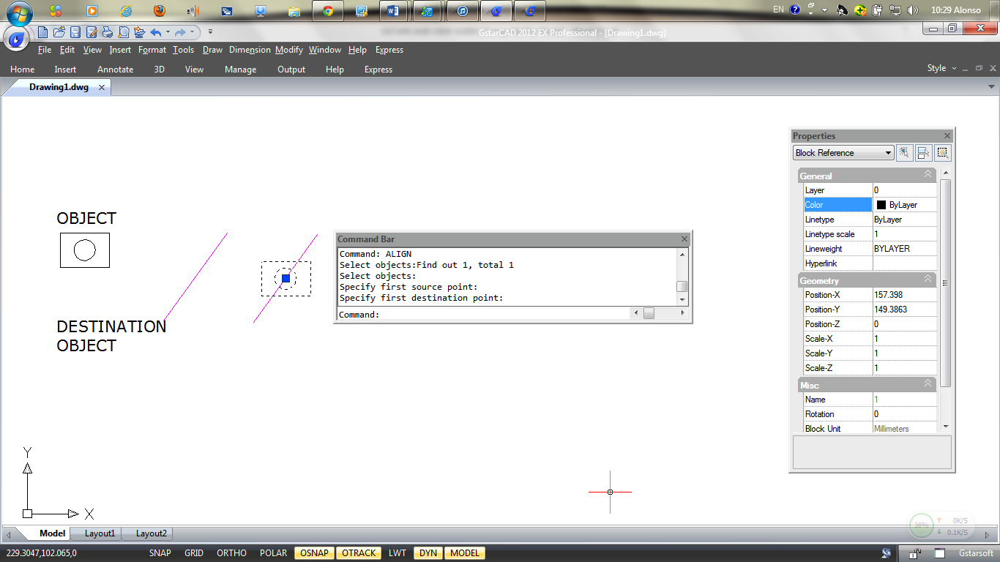 EN
10:29 Alonso
GstarCAD 2012 EX Professional - [Drawing1.dwg]
File Edit View Insert Format Tools Draw Dimension Modify Window Help Express
Home Insert Annotate 3D View Manage Output Help Express
Style
Drawing1.dwg
OBJECT
DESTINATION
OBJECT
Command Bar
Command: ALIGN
Select objects:Find out 1, total 1
Select objects:
Specify first source point:
Specify first destination point:
Command:
Properties
Block Reference
General
Layer 0
Color ByLayer
Linetype ByLayer
Linetype scale 1
Lineweight BYLAYER
Hyperlink
Geometry
Position-X 157.398
Position-Y 149.3863
Position-Z 0
Scale-X 1
Scale-Y 1
Scale-Z 1
Misc
Name 1
Rotation 0
Block Unit Millimeters
Y
X
38%
0K/S
0.1K/S
Model Layout1 Layout2
229.3047,102.065,0 SNAP GRID ORTHO POLAR OSNAP OTRACK LWT DYN MODEL Gstarsoft